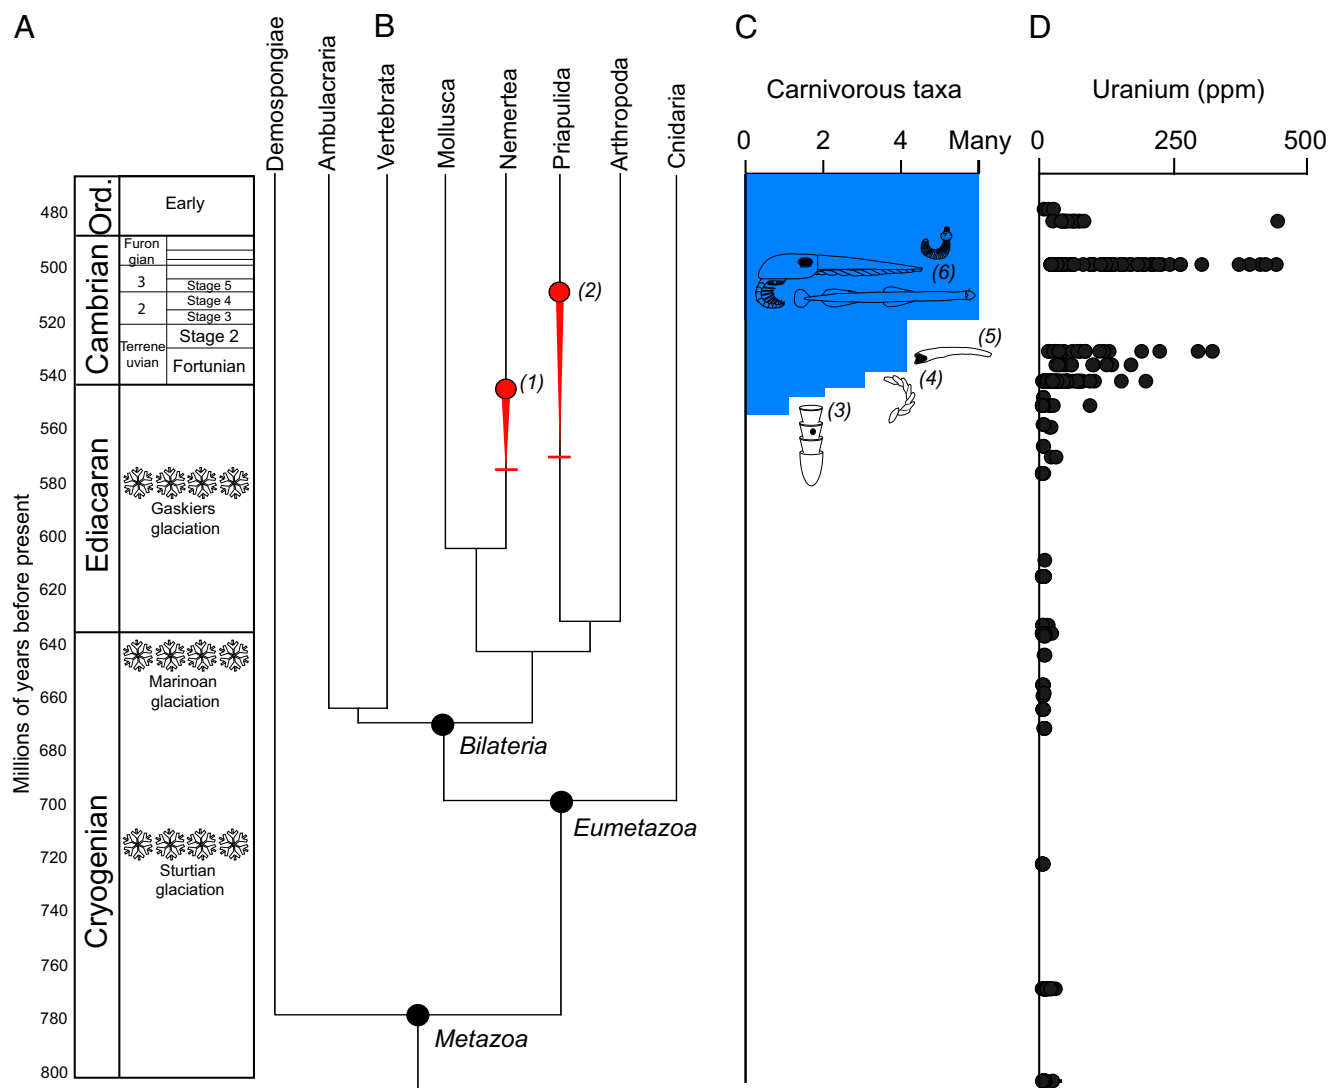 A
B
C
D
Demospongiae
Ambulacraria
Vertebrata
Mollusca
Nemertea
Priapulida
Arthropoda
Cnidaria
Carnivorous taxa
0
2
4
Many
Uranium (ppm)
0
250
500
Millions of years before present
480
500
520
540
560
580
600
620
640
660
680
700
720
740
760
780
800
Ord.
Cambrian
Ediacaran
Cryogenian
Early
Furon
gian
3
Stage 5
2
Stage 4
Stage 3
Terrene
uvian
Stage 2
Fortunian
Gaskiers
glaciation
Marinoan
glaciation
Sturtian
glaciation
(1)
(2)
Bilateria
Eumetazoa
Metazoa
(3)
(4)
(5)
(6)